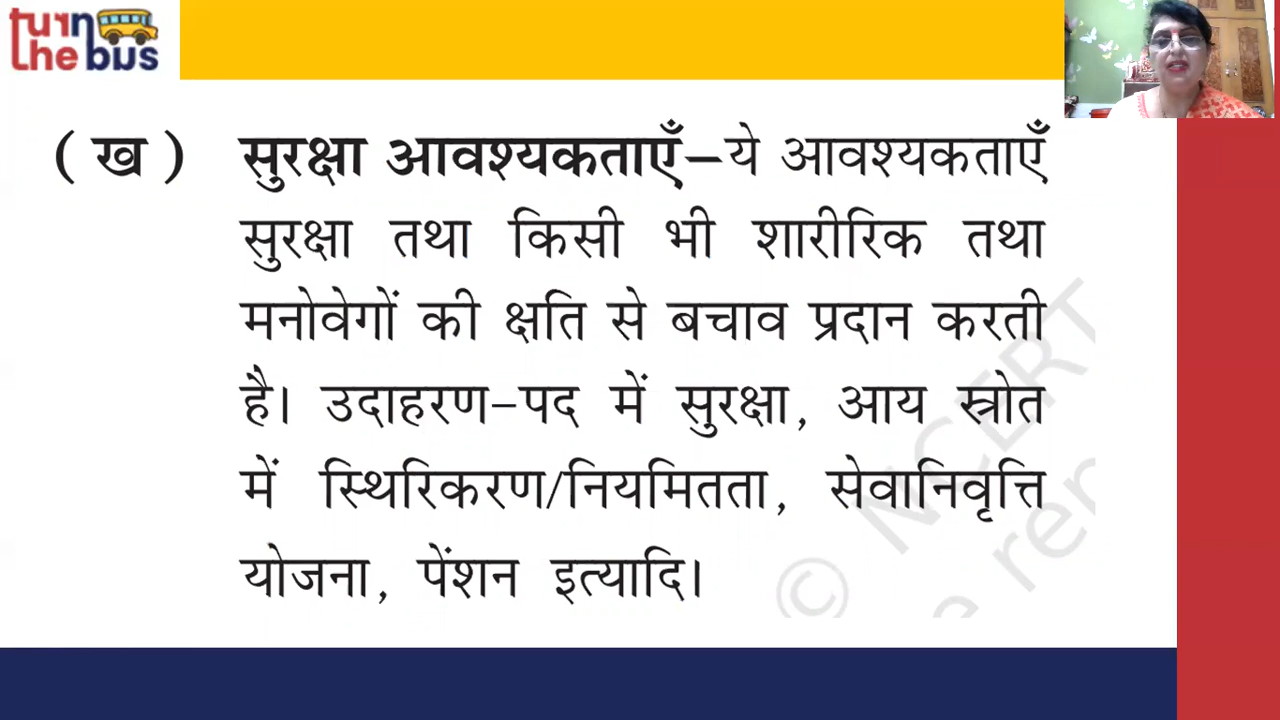 turn
the bus
( ख ) सुरक्षा आवश्यकताएँ–ये आवश्यकताएँ
सुरक्षा तथा किसी भी शारीरिक तथा
मनोवेगों की क्षति से बचाव प्रदान करती
है। उदाहरण–पद में सुरक्षा, आय स्त्रोत
में स्थिरिकरण/नियमितता, सेवानिवृत्ति
योजना, पेंशन इत्यादि।
© NCERT